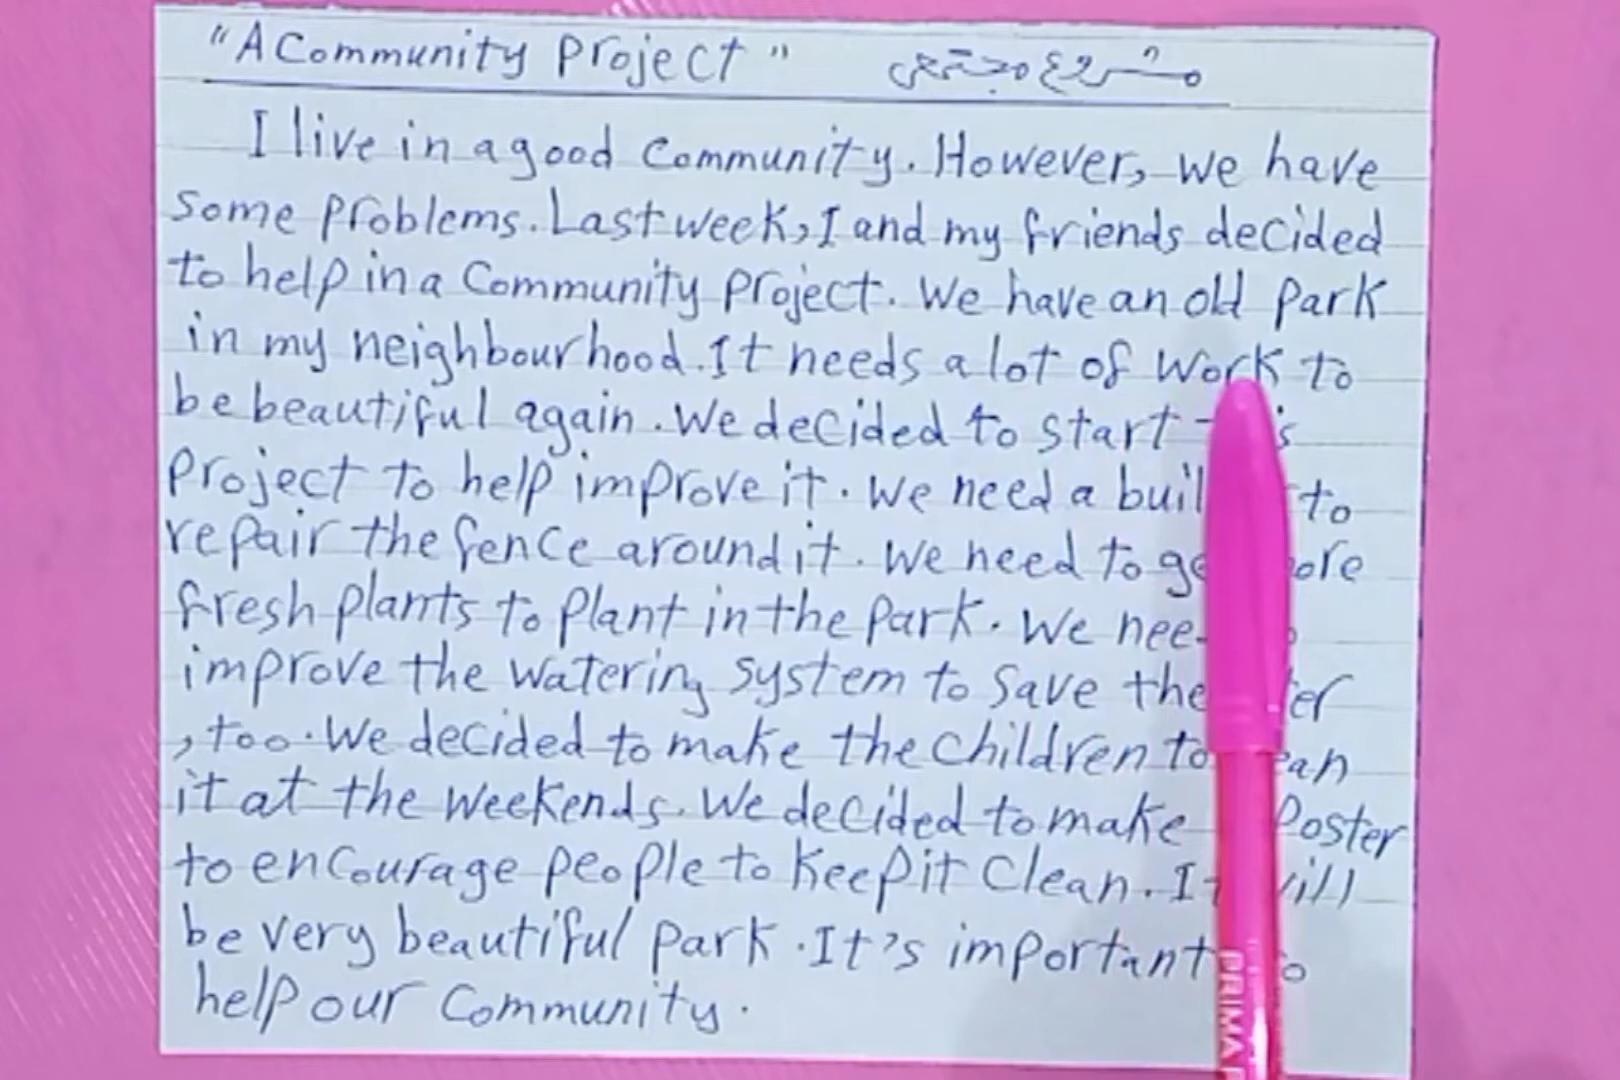 "A Community Project" مشروع مجتمعي
I live in a good Community. However, we have
some Problems. Last week, I and my friends decided
to help in a Community Project. We have an old Park
in my neighbourhood. It needs a lot of work to
be beautiful again. We decided to start
Project to help improve it. We need a to
repair the fence around it. We need to
fresh plants to Plant in the Park. We
improve the watering system to save the
, too. We decided to make the Children to
it at the weekends. We decided to make Poster
to encourage people to Keep it Clean.
be very beautiful Park. It's important
help our Community.
PRIMA